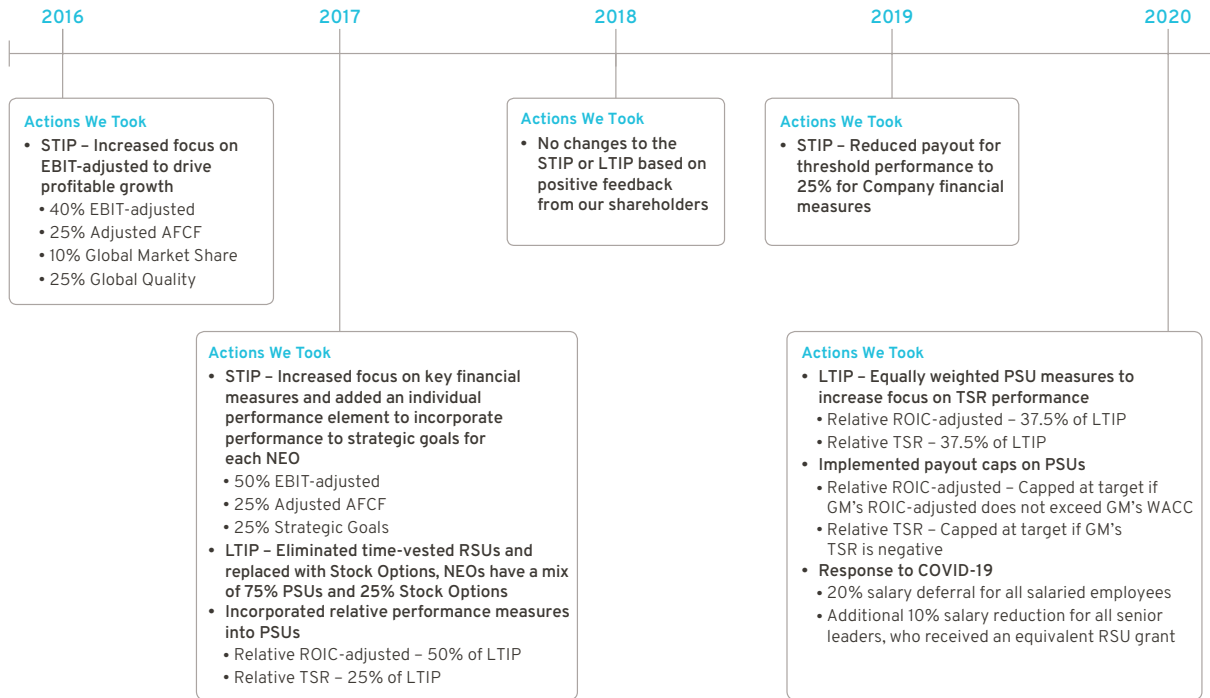 2016
2017
2018
2019
2020
Actions We Took
• STIP – Increased focus on
EBIT-adjusted to drive
profitable growth
• 40% EBIT-adjusted
• 25% Adjusted AFCF
• 10% Global Market Share
• 25% Global Quality
Actions We Took
• STIP – Increased focus on key financial
measures and added an individual
performance element to incorporate
performance to strategic goals for
each NEO
• 50% EBIT-adjusted
• 25% Adjusted AFCF
• 25% Strategic Goals
• LTIP – Eliminated time-vested RSUs and
replaced with Stock Options, NEOs have a mix
of 75% PSUs and 25% Stock Options
• Incorporated relative performance measures
into PSUs
• Relative ROIC-adjusted – 50% of LTIP
• Relative TSR – 25% of LTIP
Actions We Took
• No changes to the
STIP or LTIP based on
positive feedback
from our shareholders
Actions We Took
• STIP – Reduced payout for
threshold performance to
25% for Company financial
measures
Actions We Took
• LTIP – Equally weighted PSU measures to
increase focus on TSR performance
• Relative ROIC-adjusted – 37.5% of LTIP
• Relative TSR – 37.5% of LTIP
• Implemented payout caps on PSUs
• Relative ROIC-adjusted – Capped at target if
GM's ROIC-adjusted does not exceed GM's WACC
• Relative TSR – Capped at target if GM's
TSR is negative
• Response to COVID-19
• 20% salary deferral for all salaried employees
• Additional 10% salary reduction for all senior
leaders, who received an equivalent RSU grant